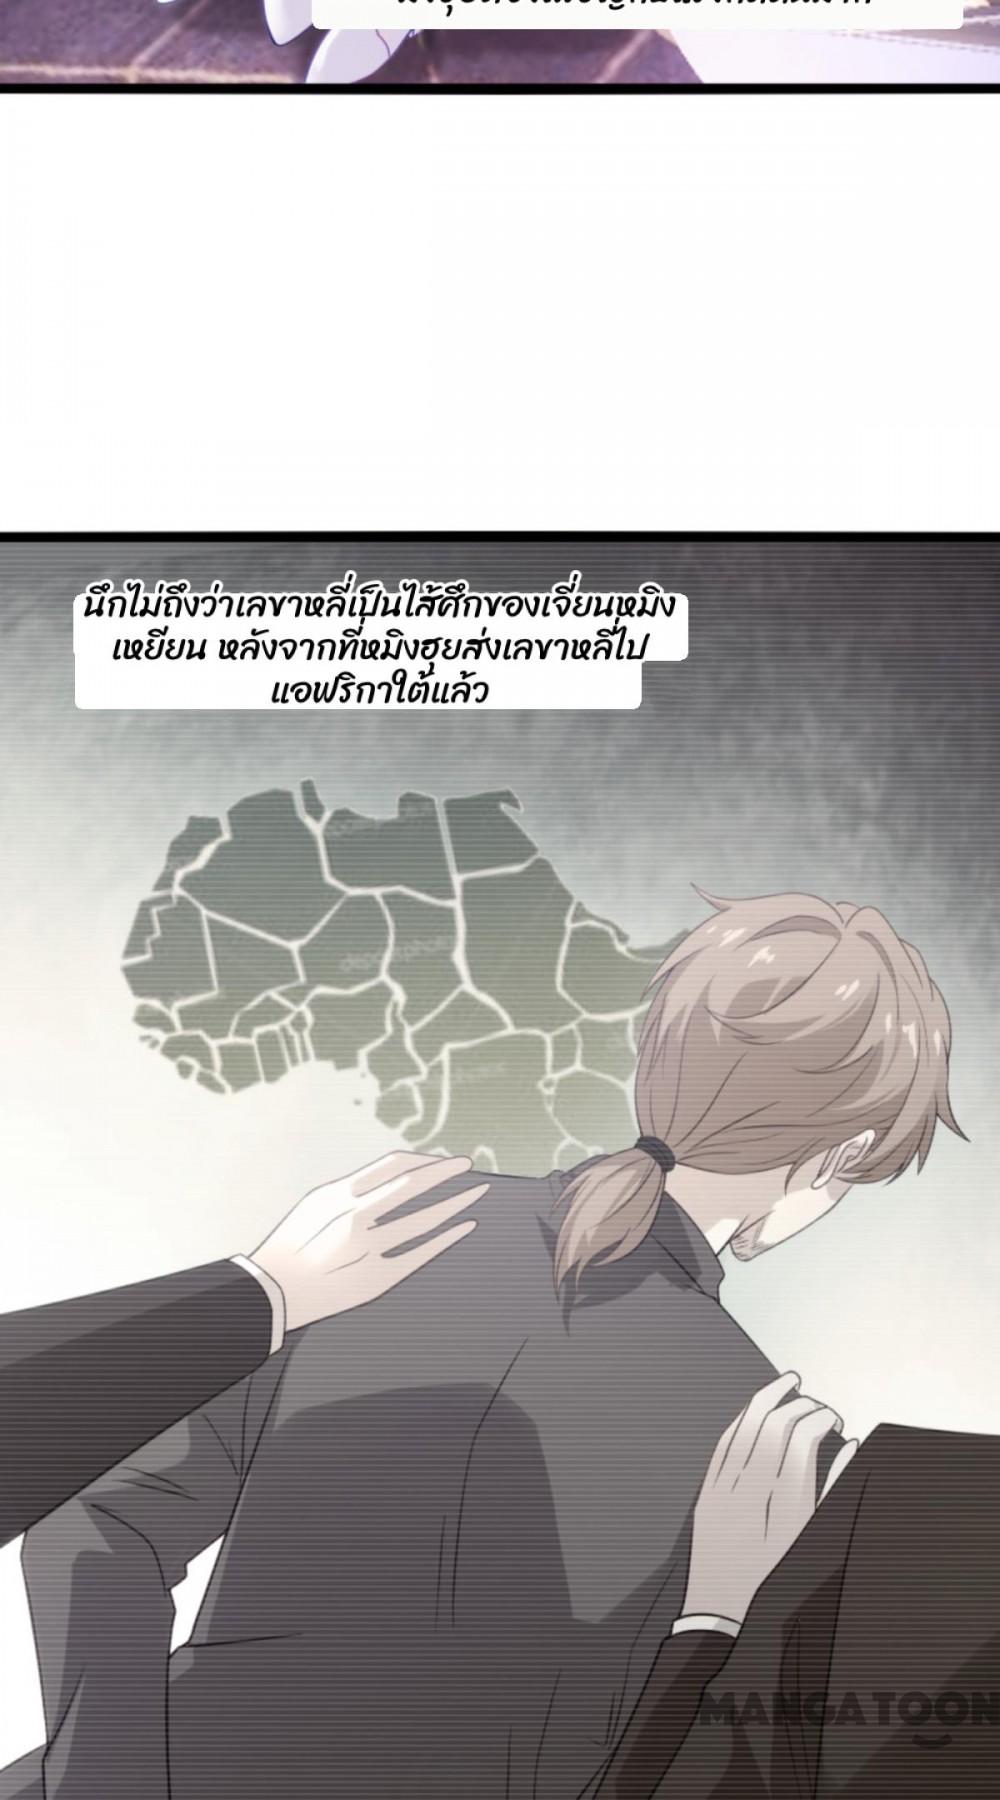 นึกไม่ถึงว่าเลขาหลี่เป็นไส้ศึกของเจี่ยนหมิง
เหยียน หลังจากที่หมิงฮุยส่งเลขาหลี่ไป
แอฟริกาใต้แล้ว
MANGATOON